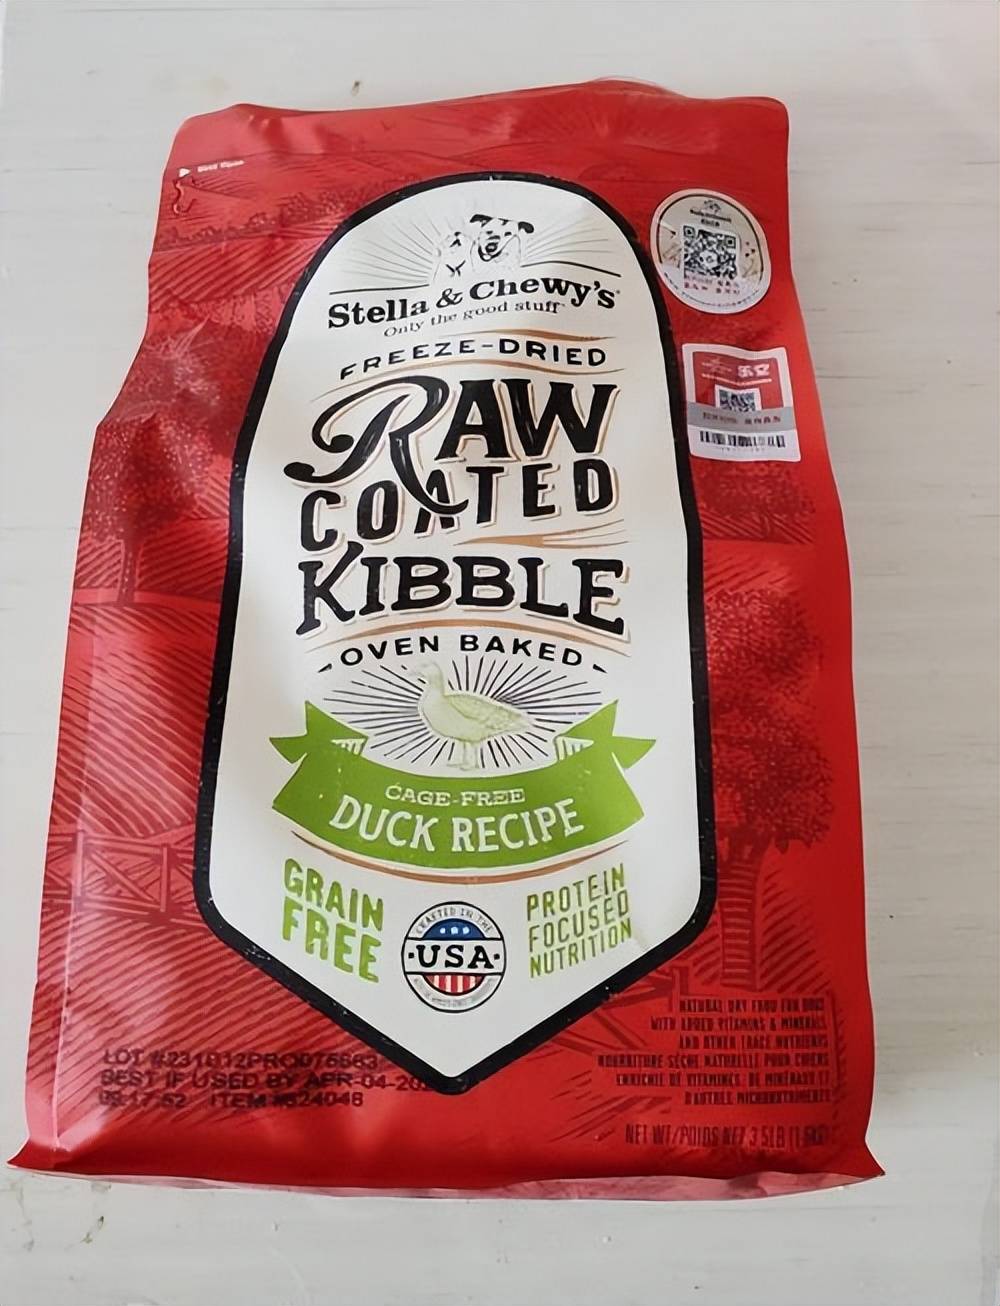 Stella & Chewy's
Only the good stuff
FREEZE-DRIED
RAW
COATED
KIBBLE
OVEN BAKED
CAGE-FREE
DUCK RECIPE
GRAIN
FREE
CRAFTED IN THE
USA
PROTEIN
FOCUSED
NUTRITION
NATURAL DRY FOOD FOR DOGS
WITH ADDED VITAMINS & MINERALS
AND OTHER TRACE NUTRIENTS
NOURRITURE SÈCHE NATURELLE POUR CHIENS
ENRICHIE DE VITAMINES, DE MINÉRAUX ET
D'AUTRES MICRONUTRIMENTS
NET WT/POIDS NET 3.5LB
BEST IF USED BY APR-04-20
ITEM #